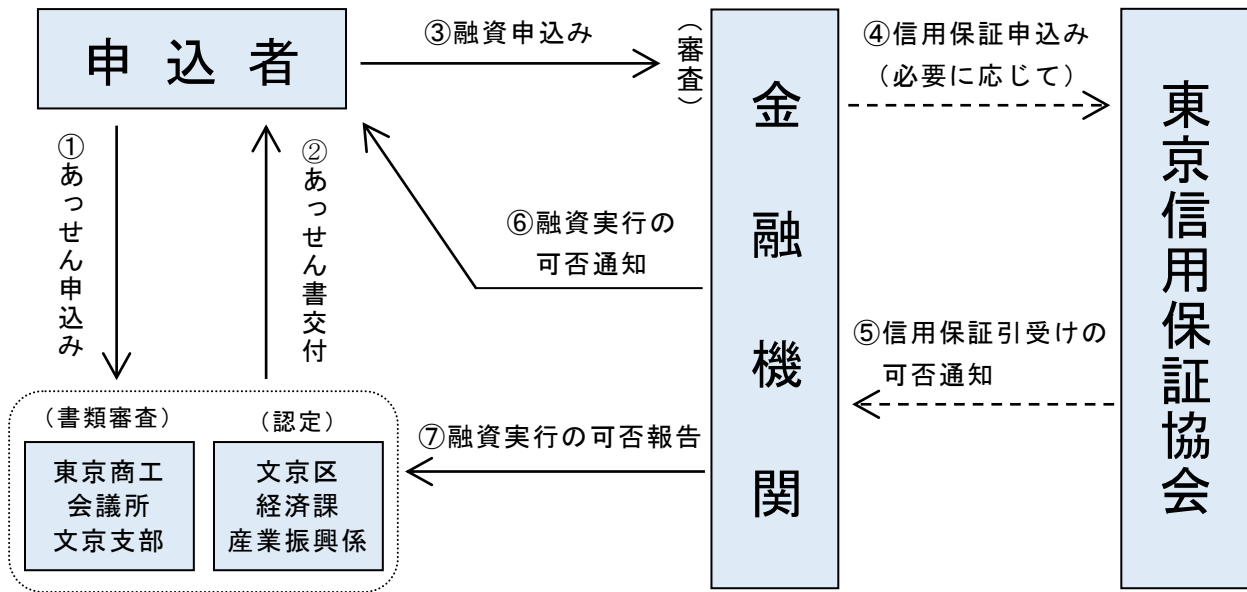 申込者
③融資申込み
（審査）
④信用保証申込み
（必要に応じて）
金融機関
東京信用保証協会
①あっせん申込み
②あっせん書交付
⑥融資実行の
可否通知
⑤信用保証引受けの
可否通知
⑦融資実行の可否報告
（書類審査）
東京商工
会議所
文京支部
（認定）
文京区
経済課
産業振興係